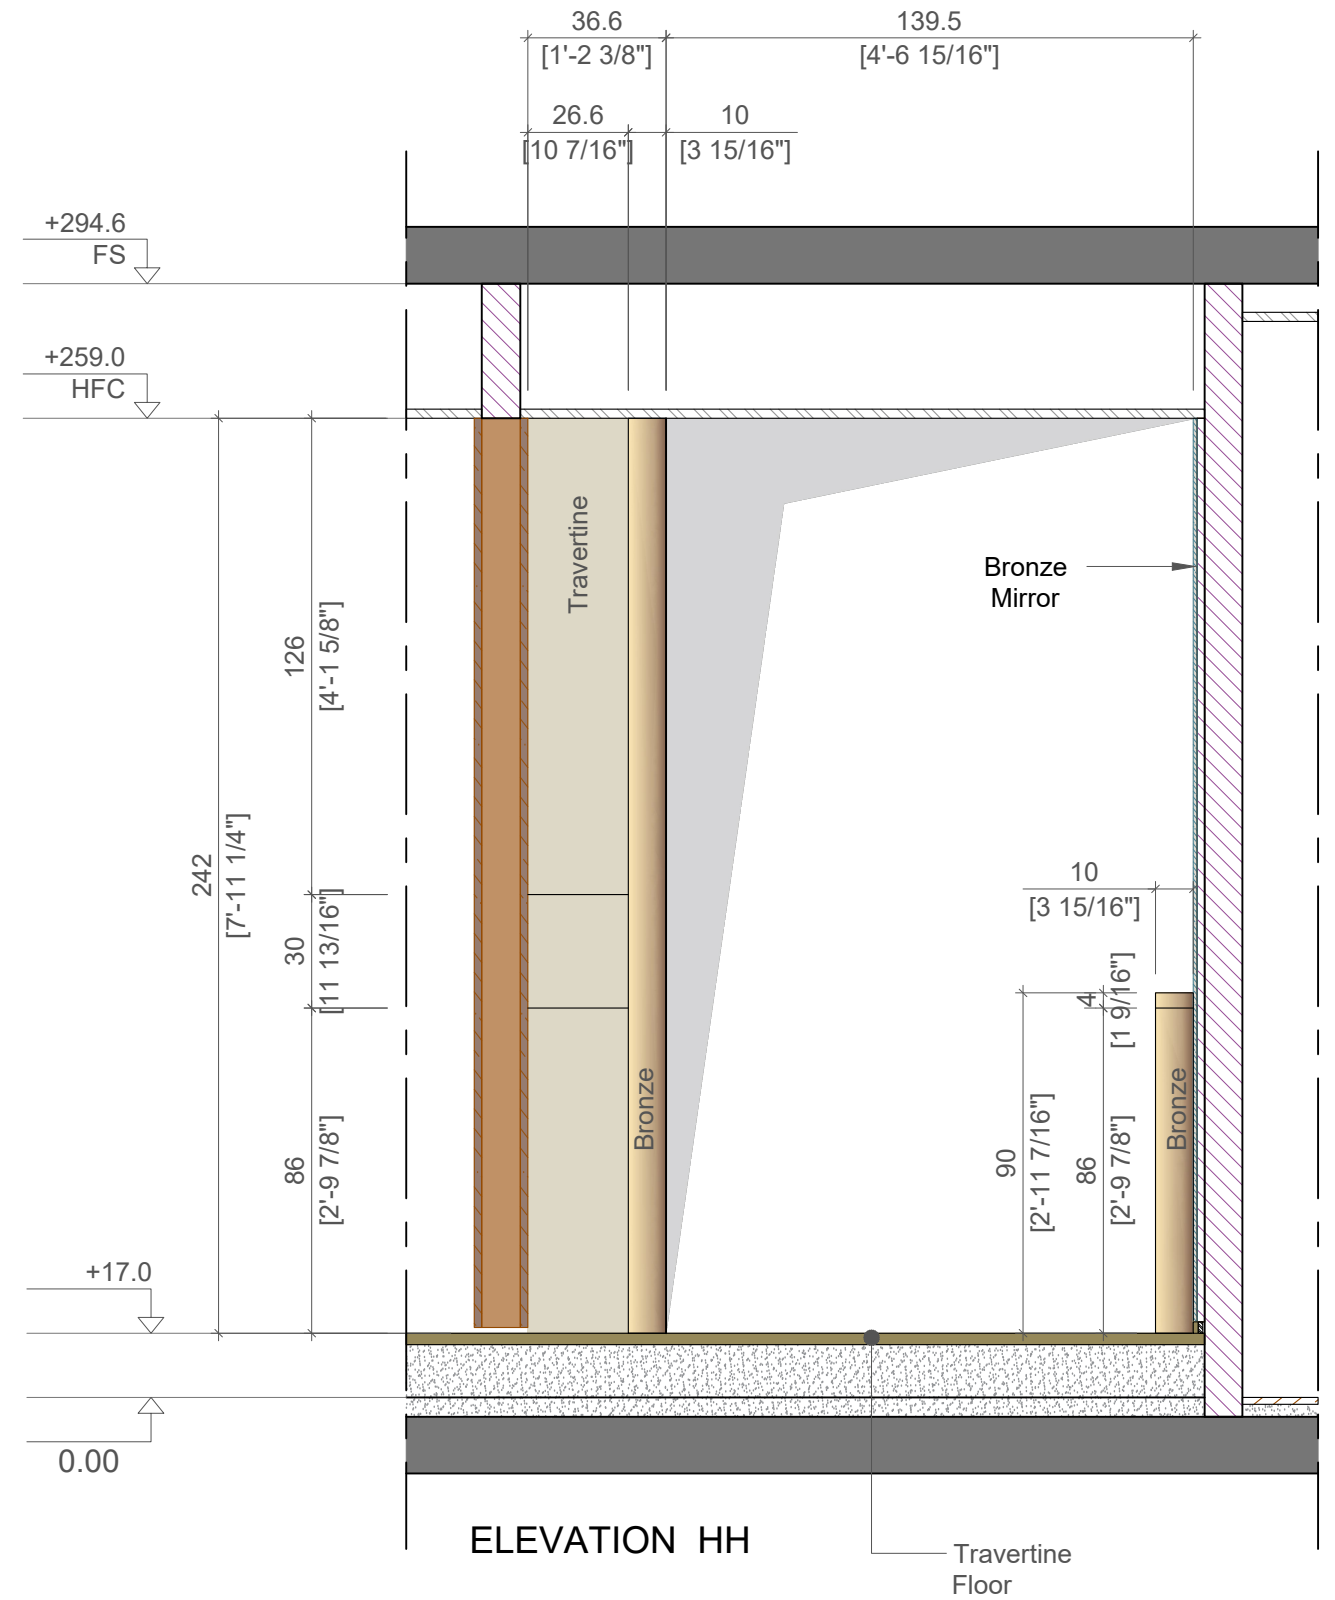 36.6
[1'-2 3/8"]
139.5
[4'-6 15/16"]
26.6
[10 7/16"]
10
[3 15/16"]
+294.6
FS
+259.0
HFC
Travertine
Bronze
Mirror
126
[4'-1 5/8"]
242
[7'-11 1/4"]
30
[11 13/16"]
10
[3 15/16"]
4
[1 9/16"]
86
[2'-9 7/8"]
Bronze
90
[2'-11 7/16"]
86
[2'-9 7/8"]
Bronze
+17.0
0.00
ELEVATION HH
Travertine
Floor